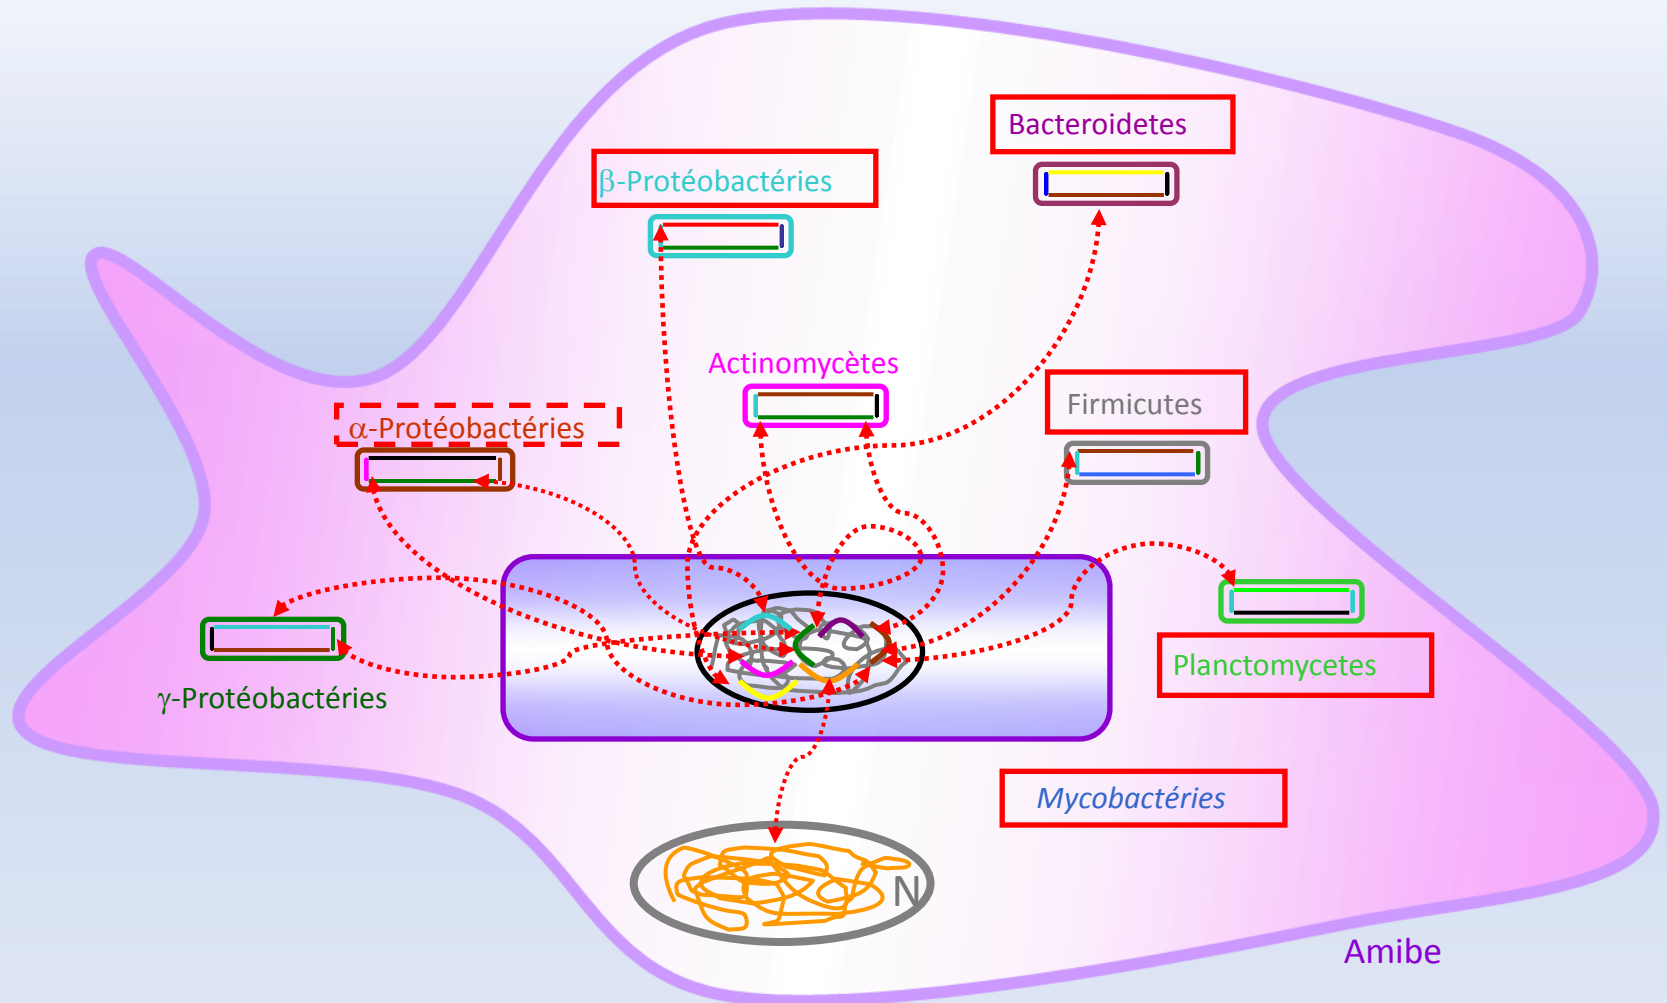 Bacteroidetes
β-Protéobactéries
Actinomycètes
Firmicutes
α-Protéobactéries
Planctomycetes
γ-Protéobactéries
Mycobactéries
N
Amibe